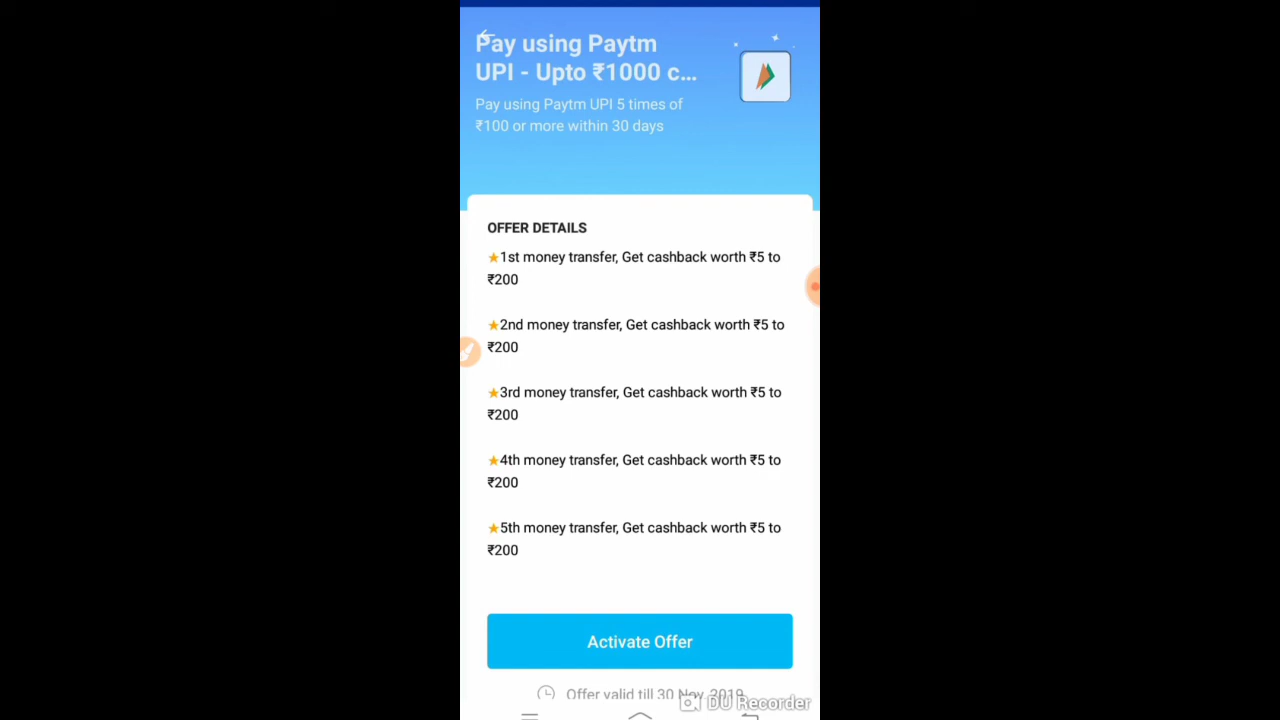 Pay using Paytm
UPI - Upto ₹1000 c...
Pay using Paytm UPI 5 times of
₹100 or more within 30 days
OFFER DETAILS
★1st money transfer, Get cashback worth ₹5 to
₹200
★2nd money transfer, Get cashback worth ₹5 to
₹200
★3rd money transfer, Get cashback worth ₹5 to
₹200
★4th money transfer, Get cashback worth ₹5 to
₹200
★5th money transfer, Get cashback worth ₹5 to
₹200
Activate Offer
Offer valid till 30 Nov 2019
DU Recorder